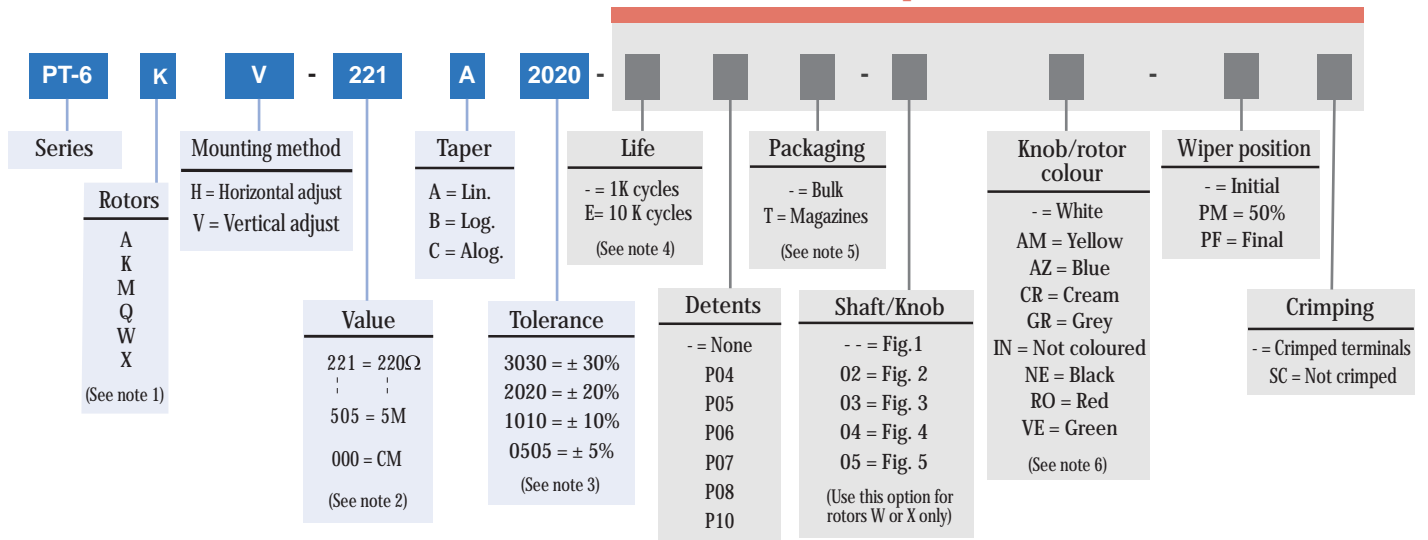 PT-6 K V - 221 A 2020 - - -
Series
Rotors
A
K
M
Q
W
X
(See note 1)
Mounting method
H = Horizontal adjust
V = Vertical adjust
Value
221 = 220Ω
505 = 5M
000 = CM
(See note 2)
Taper
A = Lin.
B = Log.
C = Alog.
Tolerance
3030 = ± 30%
2020 = ± 20%
1010 = ± 10%
0505 = ± 5%
(See note 3)
Life
- = 1K cycles
E= 10 K cycles
(See note 4)
Detents
- = None
P04
P05
P06
P07
P08
P10
Packaging
- = Bulk
T = Magazines
(See note 5)
Shaft/Knob
- - = Fig.1
02 = Fig. 2
03 = Fig. 3
04 = Fig. 4
05 = Fig. 5
(Use this option for
rotors W or X only)
Knob/rotor
colour
- = White
AM = Yellow
AZ = Blue
CR = Cream
GR = Grey
IN = Not coloured
NE = Black
RO = Red
VE = Green
(See note 6)
Wiper position
- = Initial
PM = 50%
PF = Final
Crimping
- = Crimped terminals
SC = Not crimped